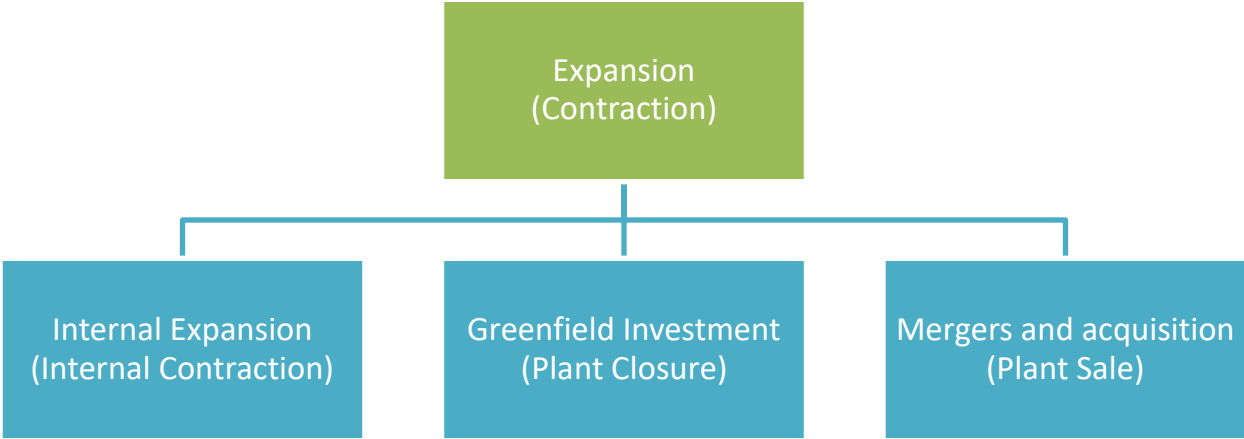 Expansion
(Contraction)
Internal Expansion
(Internal Contraction)
Greenfield Investment
(Plant Closure)
Mergers and acquisition
(Plant Sale)